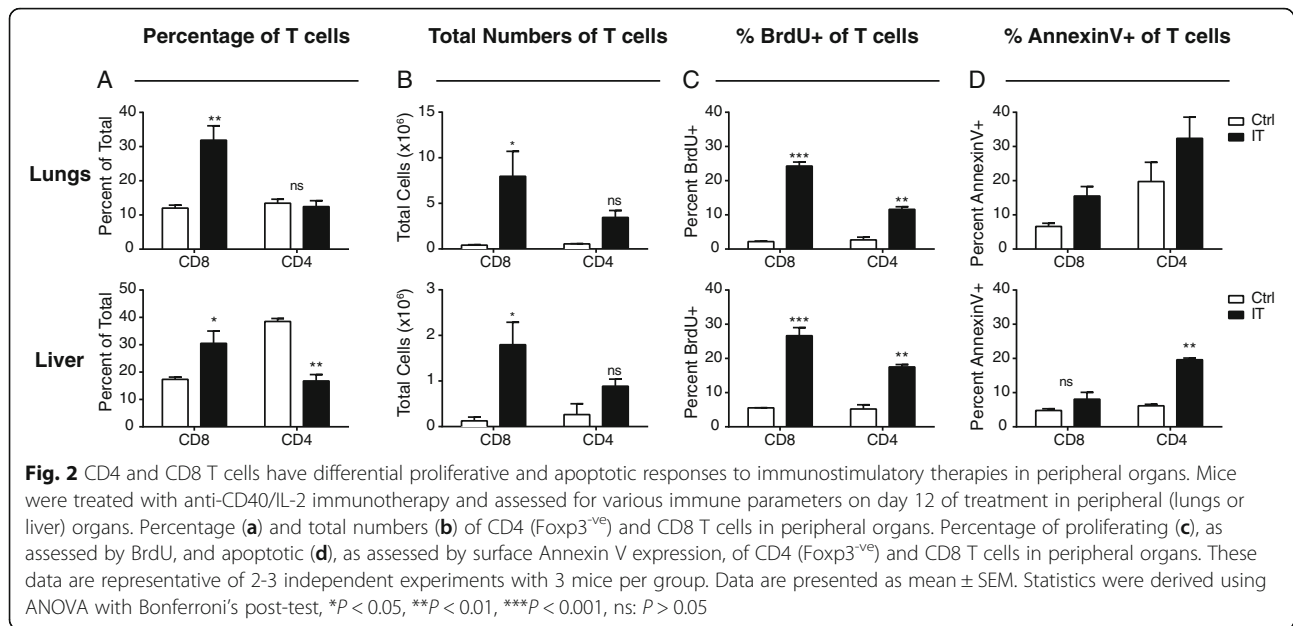 Percentage of T cells
Total Numbers of T cells
% BrdU+ of T cells
% AnnexinV+ of T cells
A
B
C
D
Lungs
Percent of Total
40
30
20
10
0
**
ns
CD8
CD4
Total Cells (x10⁶)
15
10
5
0
*
ns
CD8
CD4
Percent BrdU+
40
30
20
10
0
***
**
CD8
CD4
Percent AnnexinV+
40
30
20
10
0
CD8
CD4
Ctrl
IT
Liver
Percent of Total
50
40
30
20
10
0
*
**
CD8
CD4
Total Cells (x10⁶)
3
2
1
0
*
ns
CD8
CD4
Percent BrdU+
40
30
20
10
0
***
**
CD8
CD4
Percent AnnexinV+
40
30
20
10
0
ns
**
CD8
CD4
Ctrl
IT
Fig. 2 CD4 and CD8 T cells have differential proliferative and apoptotic responses to immunostimulatory therapies in peripheral organs. Mice
were treated with anti-CD40/IL-2 immunotherapy and assessed for various immune parameters on day 12 of treatment in peripheral (lungs or
liver) organs. Percentage (a) and total numbers (b) of CD4 (Foxp3⁻ᵛᵉ) and CD8 T cells in peripheral organs. Percentage of proliferating (c), as
assessed by BrdU, and apoptotic (d), as assessed by surface Annexin V expression, of CD4 (Foxp3⁻ᵛᵉ) and CD8 T cells in peripheral organs. These
data are representative of 2-3 independent experiments with 3 mice per group. Data are presented as mean ± SEM. Statistics were derived using
ANOVA with Bonferroni's post-test, *P < 0.05, **P < 0.01, ***P < 0.001, ns: P > 0.05